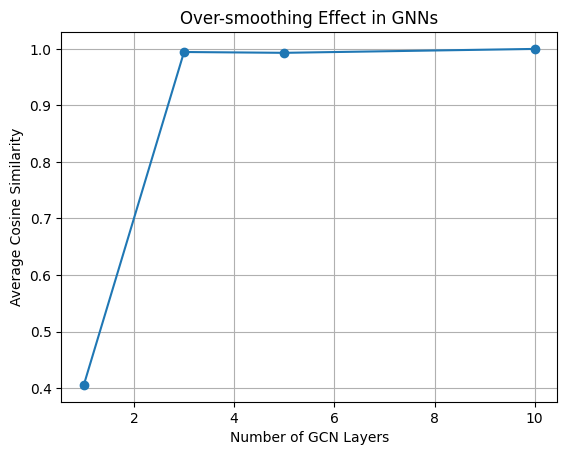 Over-smoothing Effect in GNNs
1.0
0.9
0.8
0.7
0.6
0.5
0.4
Average Cosine Similarity
2 4 6 8 10
Number of GCN Layers